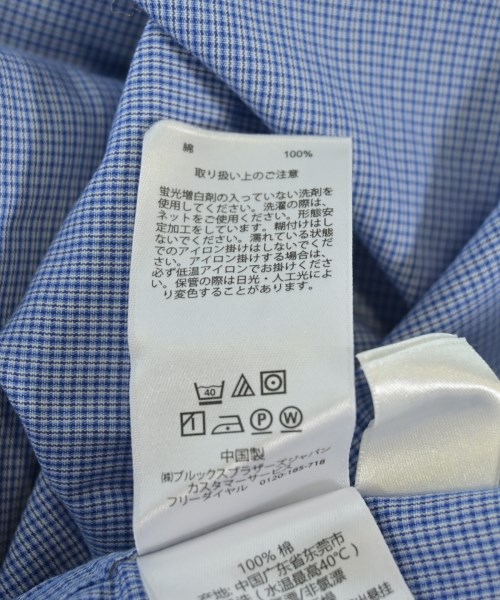 綿 100%
取り扱い上のご注意
蛍光増白剤の入っていない洗剤を
使用してください。洗濯の際は、
ネットをご使用ください。形態安
定加工をしています。糊付けはし
ないでください。濡れている状態
でのアイロン掛けはしないでくだ
さい。アイロン掛けする場合は、
必ず低温アイロンでお掛けくださ
い。保管の際は日光・人工光によ
り変色することがあります。
40
P W
中国製
㈱ブルックスブラザーズジャパン
カスタマーサービス
フリーダイヤル 0120-185-718
100% 棉
产地: 中国广东省东莞市
洗 (水温最高40℃)
/非氯漂